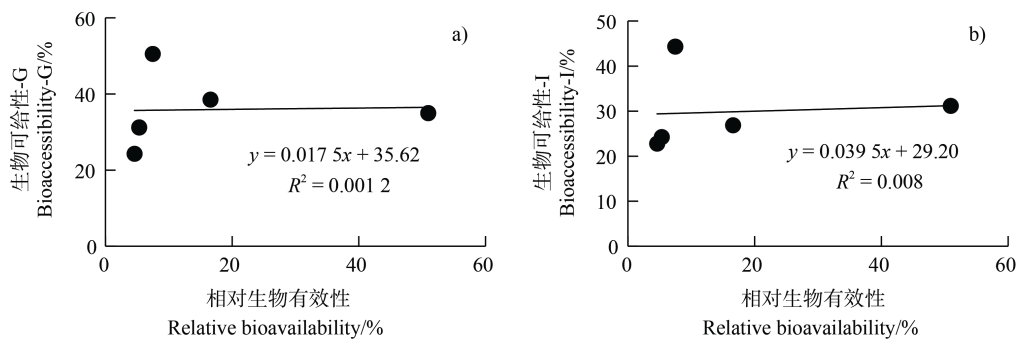 60
40
20
0
生物可给性-G
Bioaccessibility-G/%
a)
y = 0.017 5x + 35.62
R² = 0.001 2
0
20
40
60
相对生物有效性
Relative bioavailability/%
50
40
30
20
10
0
生物可给性-I
Bioaccessibility-I/%
b)
y = 0.039 5x + 29.20
R² = 0.008
0
20
40
60
相对生物有效性
Relative bioavailability/%